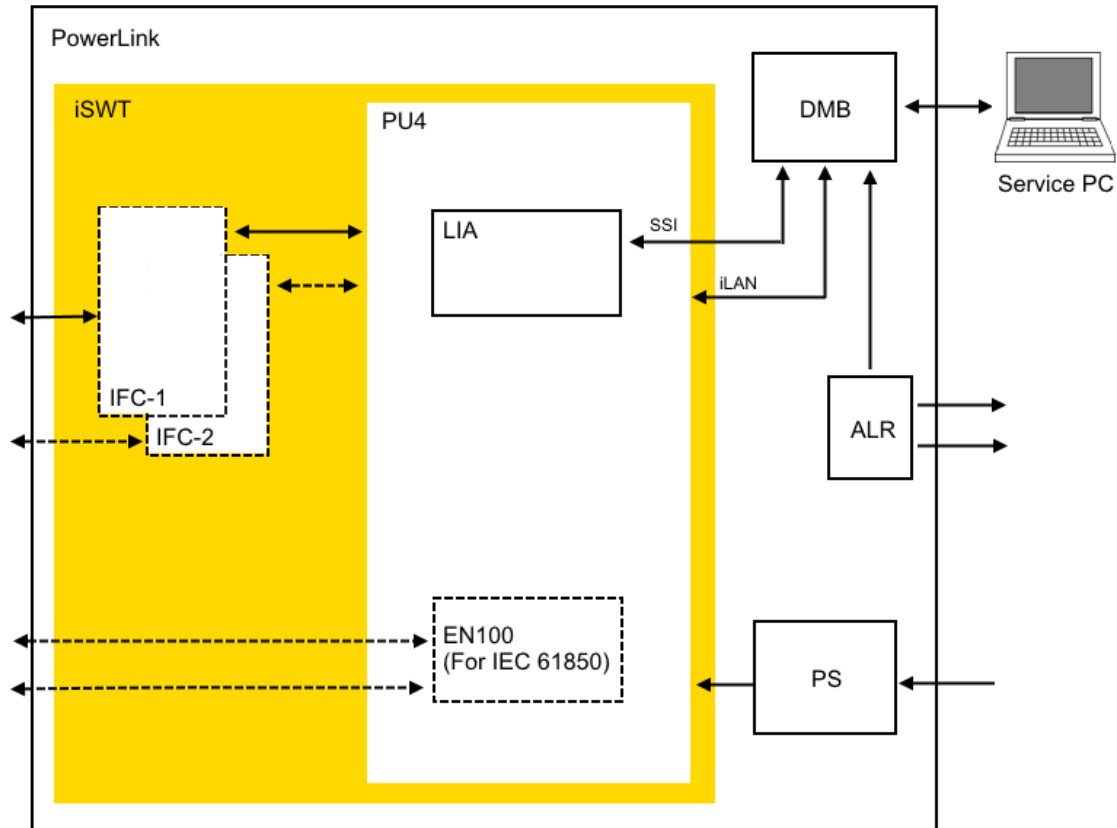 PowerLink
iSWT
PU4
DMB
Service PC
LIA
SSI
iLAN
IFC-1
IFC-2
ALR
EN100
(For IEC 61850)
PS